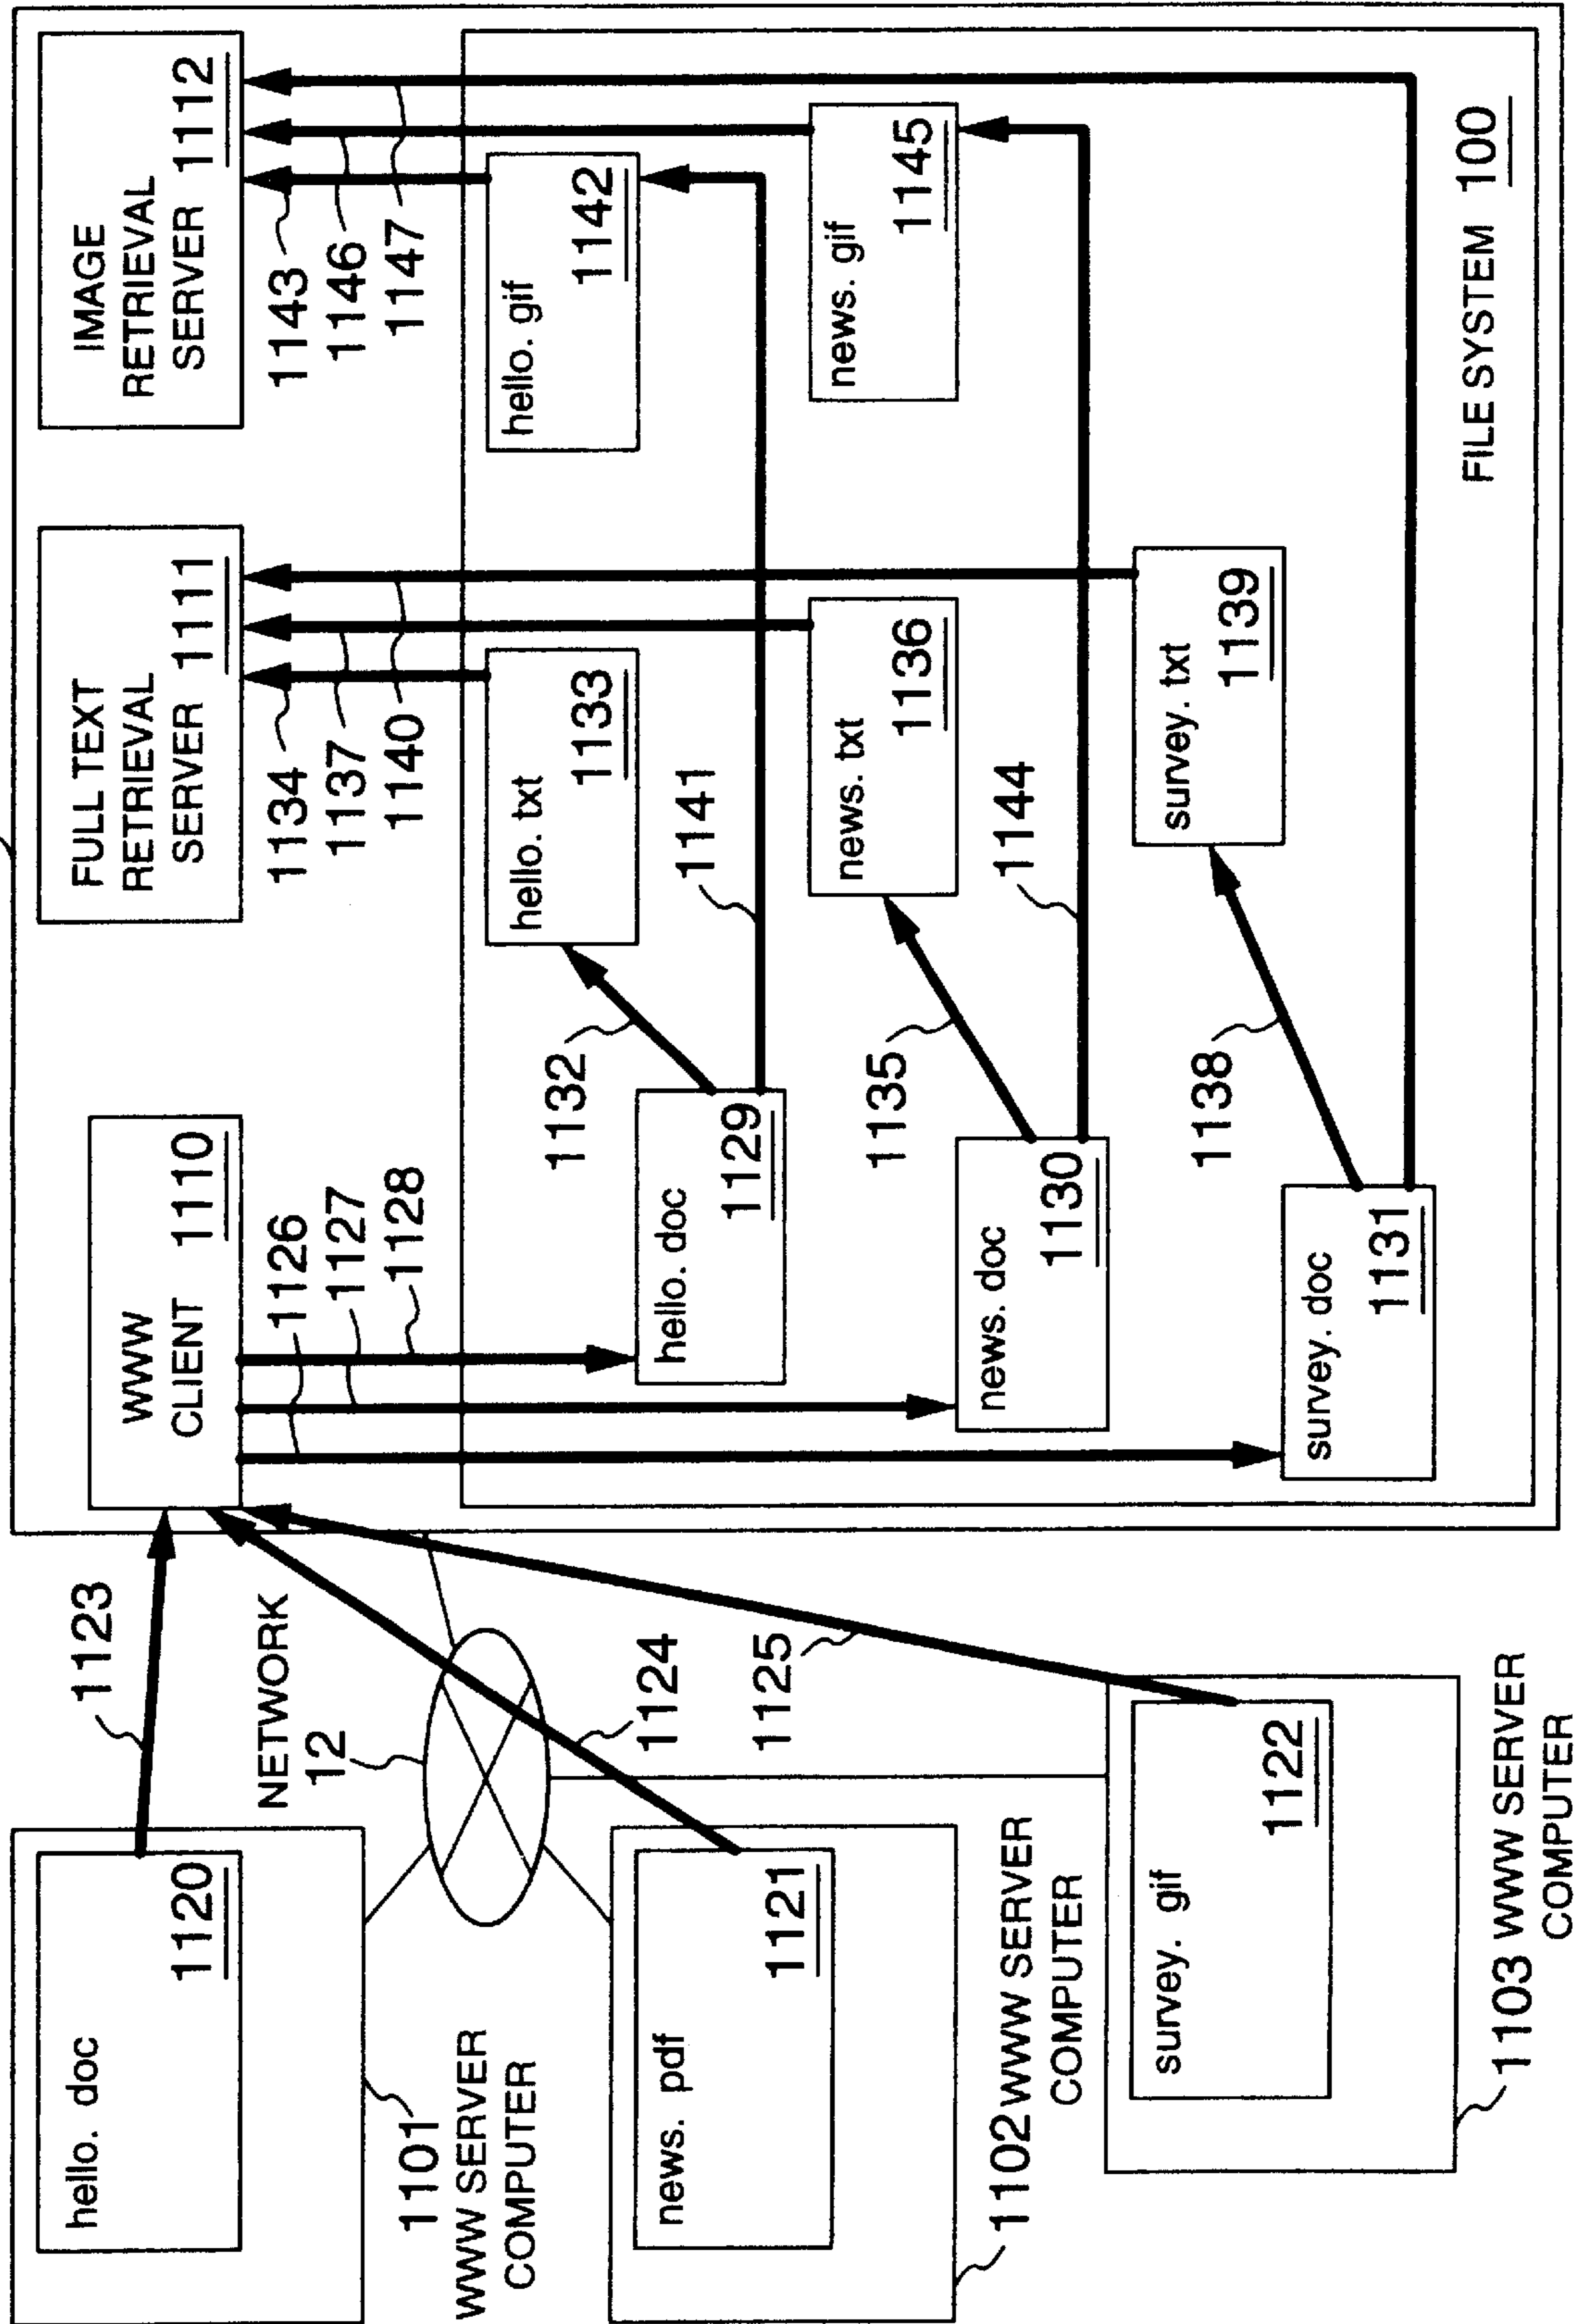 hello. doc
1120
1101
WWW SERVER
COMPUTER
news. pdf
1121
1102 WWW SERVER
COMPUTER
survey. gif
1122
1103 WWW SERVER
COMPUTER
NETWORK
12
1123
1124
1125
WWW
CLIENT 1110
1126
1127
1128
hello. doc
1129
news. doc
1130
survey. doc
1131
1132
1135
1138
FULL TEXT
RETRIEVAL
SERVER 1111
1134
1137
1140
hello. txt
1133
1141
news. txt
1136
1144
survey. txt
1139
IMAGE
RETRIEVAL
SERVER 1112
1143
1146
1147
hello. gif
1142
news. gif
1145
FILE SYSTEM 100